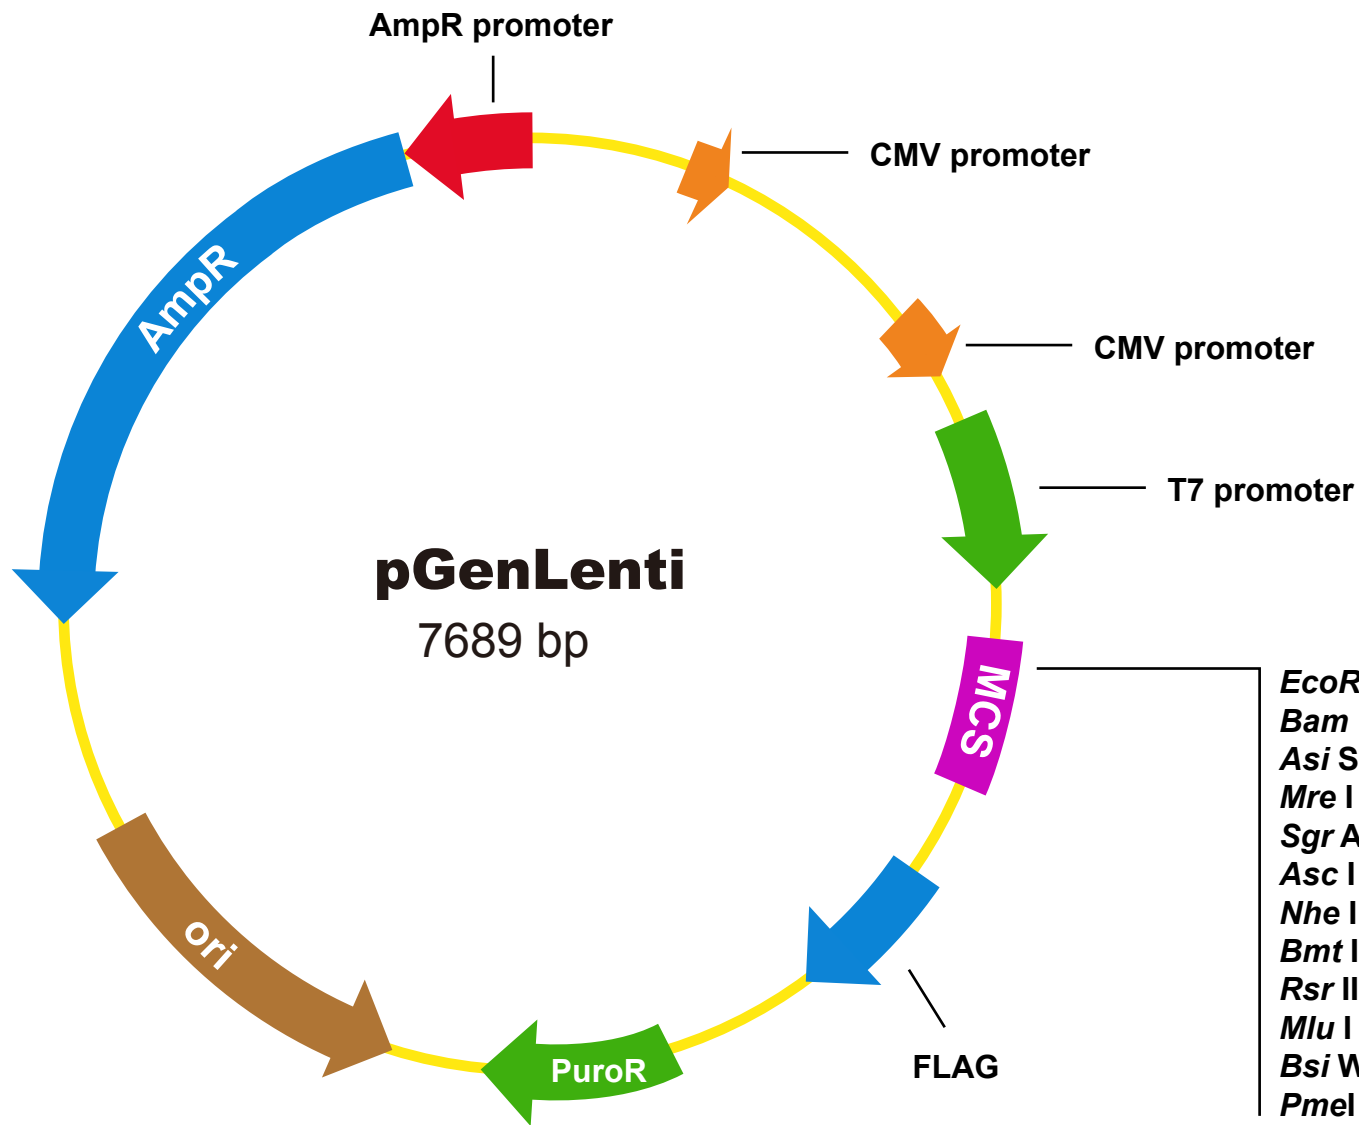 AmpR promoter
CMV promoter
CMV promoter
T7 promoter
AmpR
pGenLenti
7689 bp
MCS
EcoR
Bam
Asi S
Mre I
Sgr A
Asc I
Nhe I
Bmt I
Rsr II
Mlu I
Bsi W
PmeI
ori
FLAG
PuroR